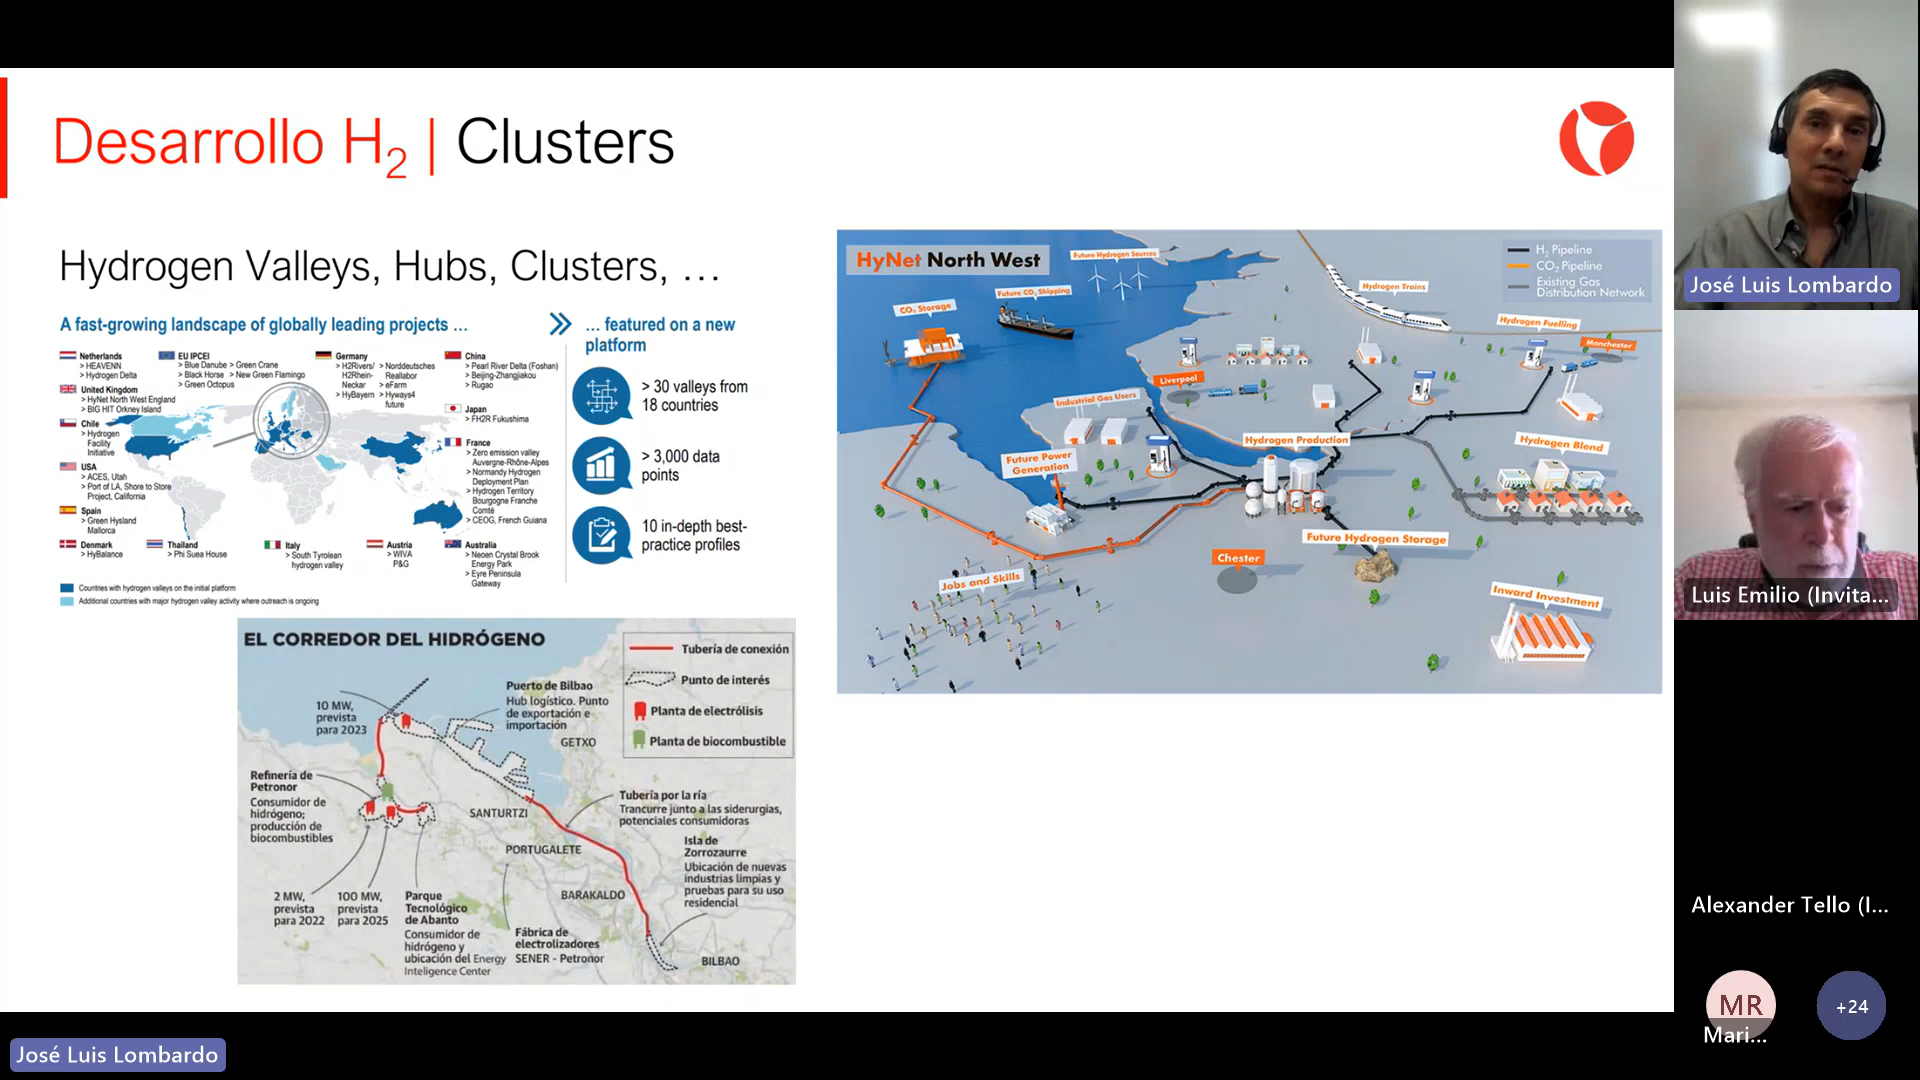 Desarrollo H2 | Clusters
Hydrogen Valleys, Hubs, Clusters, …
A fast-growing landscape of globally leading projects …
… featured on a new
platform
Netherlands
> HEAVENN
> Hydrogen Delta
EU IPCEI
> Blue Danube > Green Crane
> Black Horse > New Green Flamingo
> Green Octopus
Germany
> H2Rivers/
H2Rhein-
Neckar
> HyBayern
> Norddeutsches
Reallabor
> eFarm
> Hyways4
future
China
> Pearl River Delta (Foshan)
> Beijing-Zhangjiakou
> Rugao
United Kingdom
> HyNet North West England
> BIG HIT Orkney Island
Japan
> FH2R Fukushima
Chile
> Hydrogen
Facility
Initiative
France
> Zero emission valley
Auvergne-Rhône-Alpes
> Normandy Hydrogen
Deployment Plan
> Hydrogen Territory
Bourgogne Franche
Comté
> CEOG, French Guiana
USA
> ACES, Utah
> Port of LA, Shore to Store
Project, California
Spain
> Green Hysland
Mallorca
Denmark
> HyBalance
Thailand
> Phi Suea House
Italy
> South Tyrolean
hydrogen valley
Austria
> WIVA
P&G
Australia
> Neoen Crystal Brook
Energy Park
> Eyre Peninsula
Gateway
Countries with hydrogen valleys on the initial platform
Additional countries with major hydrogen valley activity where outreach is ongoing
> 30 valleys from
18 countries
> 3,000 data
points
10 in-depth best-
practice profiles
HyNet North West
H2 Pipeline
CO2 Pipeline
Existing Gas
Distribution Network
Future Hydrogen Sources
Future CO2 Shipping
CO2 Storage
Hydrogen Trains
Hydrogen Fuelling
Manchester
Liverpool
Industrial Gas Users
Hydrogen Production
Hydrogen Blend
Future Power
Generation
Future Hydrogen Storage
Chester
Jobs and Skills
Inward Investment
EL CORREDOR DEL HIDRÓGENO
Tubería de conexión
Punto de interés
Planta de electrólisis
Planta de biocombustible
10 MW,
prevista
para 2023
Puerto de Bilbao
Hub logístico. Punto
de exportación e
importación
GETXO
Refinería de
Petronor
Consumidor de
hidrógeno;
producción de
biocombustibles
SANTURTZI
Tubería por la ría
Trancurre junto a las siderurgias,
potenciales consumidoras
PORTUGALETE
Isla de
Zorrozaurre
Ubicación de nuevas
industrias limpias y
pruebas para su uso
residencial
BARAKALDO
2 MW,
prevista
para 2022
100 MW,
prevista
para 2025
Parque
Tecnológico
de Abanto
Consumidor de
hidrógeno y
ubicación del Energy
Inteligence Center
Fábrica de
electrolizadores
SENER - Petronor
BILBAO
José Luis Lombardo
José Luis Lombardo
Luis Emilio (Invita...
Alexander Tello (I...
MR
Mari...
+24